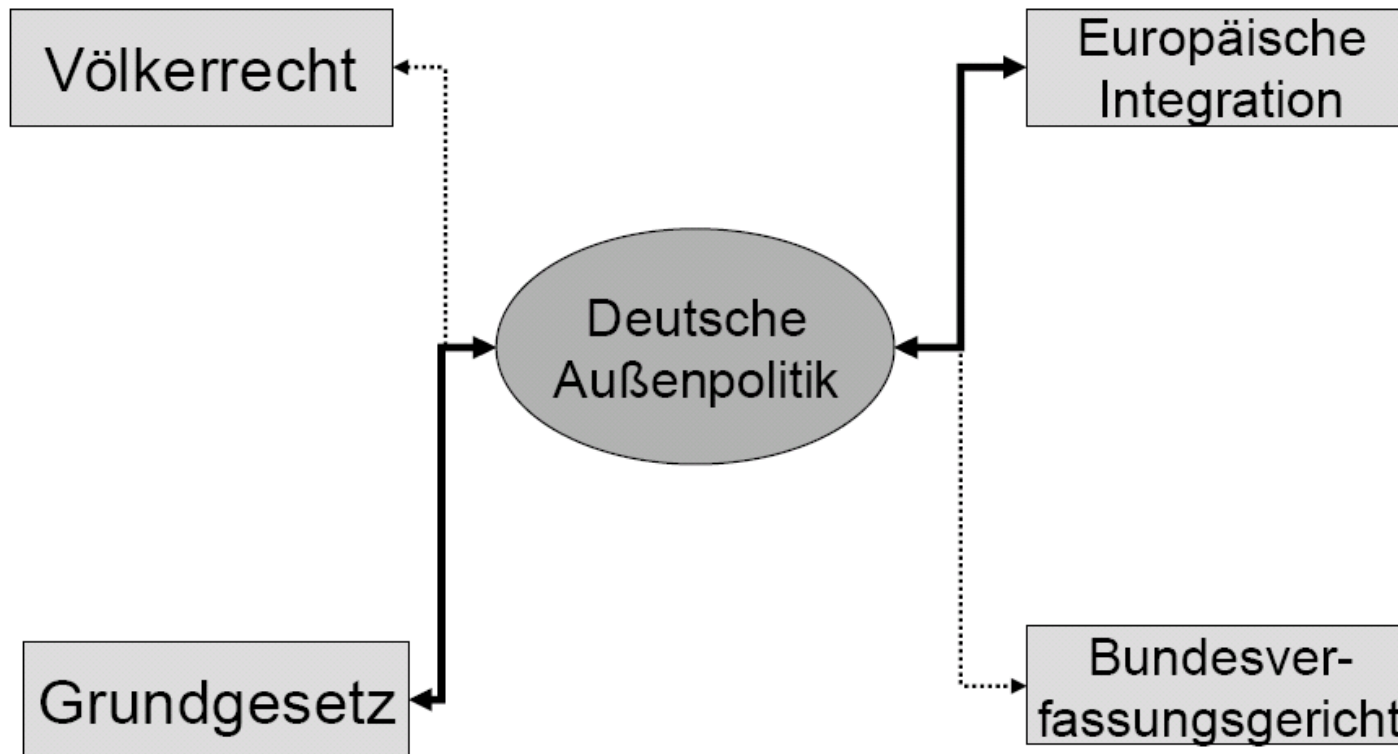 Völkerrecht
Europäische
Integration
Deutsche
Außenpolitik
Grundgesetz
Bundesver-
fassungsgericht